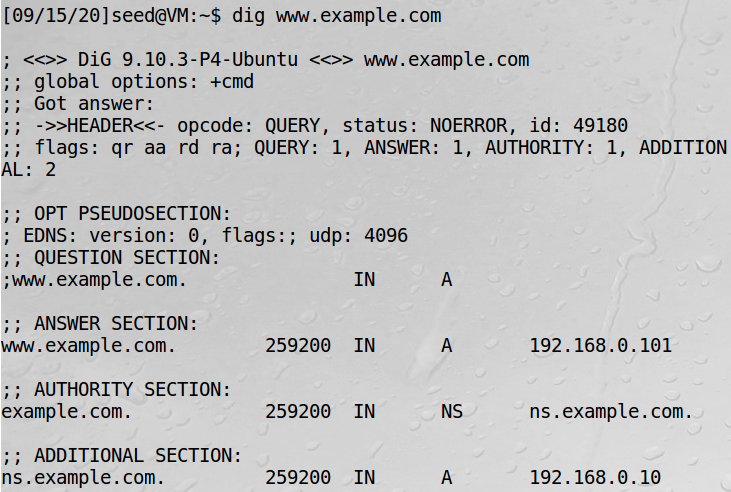 [09/15/20]seed@VM:~$ dig www.example.com
; <<>> DiG 9.10.3-P4-Ubuntu <<>> www.example.com
;; global options: +cmd
;; Got answer:
;; ->>HEADER<<- opcode: QUERY, status: NOERROR, id: 49180
;; flags: qr aa rd ra; QUERY: 1, ANSWER: 1, AUTHORITY: 1, ADDITION
AL: 2
;; OPT PSEUDOSECTION:
; EDNS: version: 0, flags:; udp: 4096
;; QUESTION SECTION:
;www.example.com. IN A
;; ANSWER SECTION:
www.example.com. 259200 IN A 192.168.0.101
;; AUTHORITY SECTION:
example.com. 259200 IN NS ns.example.com.
;; ADDITIONAL SECTION:
ns.example.com. 259200 IN A 192.168.0.10